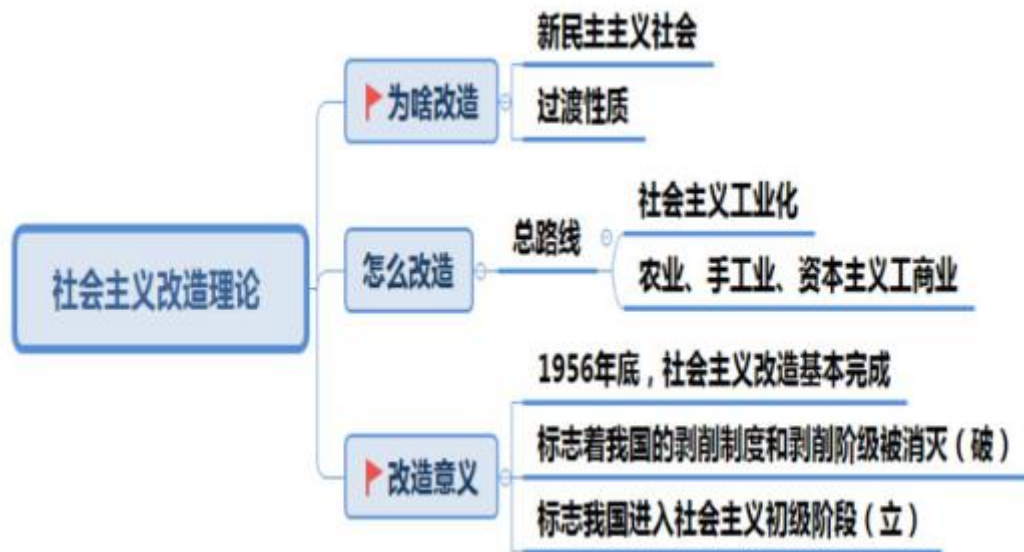 社会主义改造理论
为啥改造
新民主主义社会
过渡性质
怎么改造
总路线
社会主义工业化
农业、手工业、资本主义工商业
改造意义
1956年底，社会主义改造基本完成
标志着我国的剥削制度和剥削阶级被消灭（破）
标志我国进入社会主义初级阶段（立）